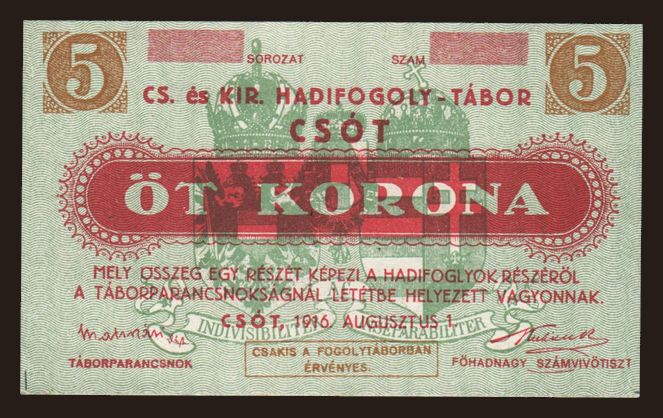 5 SOROZAT SZÁM 5
CS. és KIR. HADIFOGOLY-TÁBOR
CSÓT
ÖT KORONA
MELY ÖSSZEG EGY RÉSZÉT KÉPEZI A HADIFOGLYOK RÉSZÉRŐL
A TÁBORPARANCSNOKSÁGNÁL LETÉTBE HELYEZETT VAGYONNAK.
CSÓT, 1916. AUGUSZTUS 1.
INDIVISIBILITER INSEPARABILITER
TÁBORPARANCSNOK
CSAKIS A FOGOLYTÁBORBAN
ÉRVÉNYES.
FŐHADNAGY SZÁMVIVŐTISZT